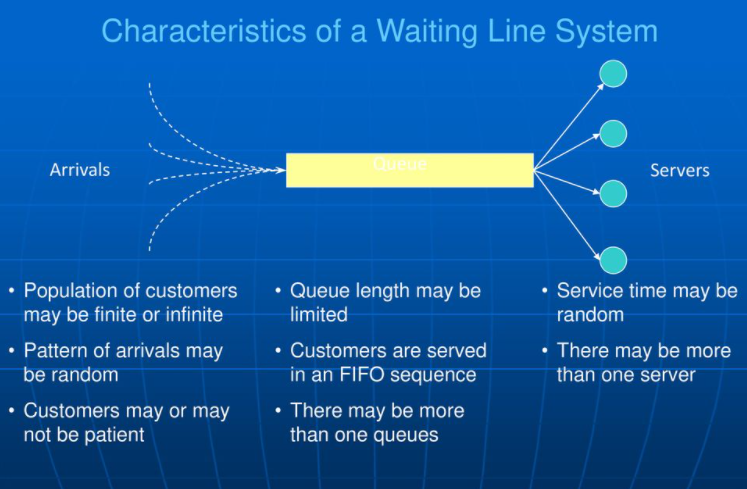 Characteristics of a Waiting Line System
Arrivals
Queue
Servers
• Population of customers
may be finite or infinite
• Pattern of arrivals may
be random
• Customers may or may
not be patient
• Queue length may be
limited
• Customers are served
in an FIFO sequence
• There may be more
than one queues
• Service time may be
random
• There may be more
than one server